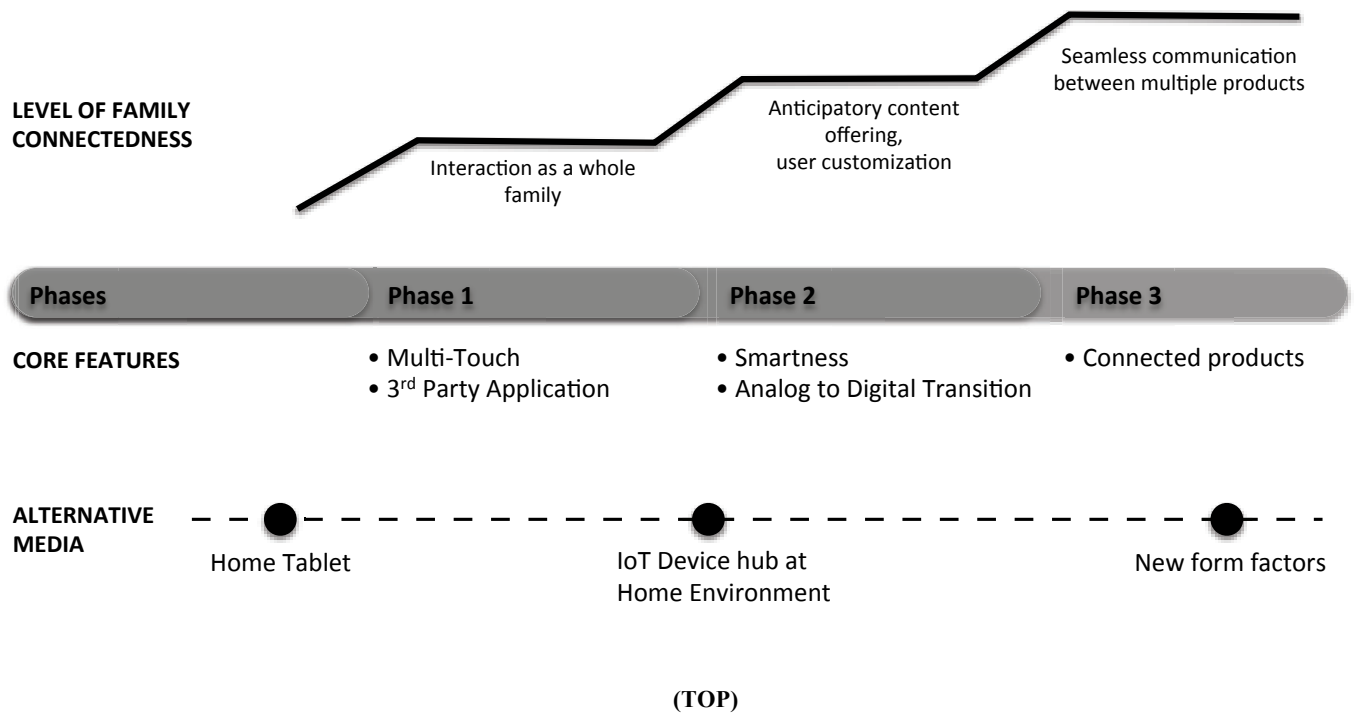 LEVEL OF FAMILY
CONNECTEDNESS
Interaction as a whole
family
Anticipatory content
offering,
user customization
Seamless communication
between multiple products
Phases
Phase 1
Phase 2
Phase 3
CORE FEATURES
• Multi-Touch
• 3rd Party Application
• Smartness
• Analog to Digital Transition
• Connected products
ALTERNATIVE
MEDIA
Home Tablet
IoT Device hub at
Home Environment
New form factors
(TOP)